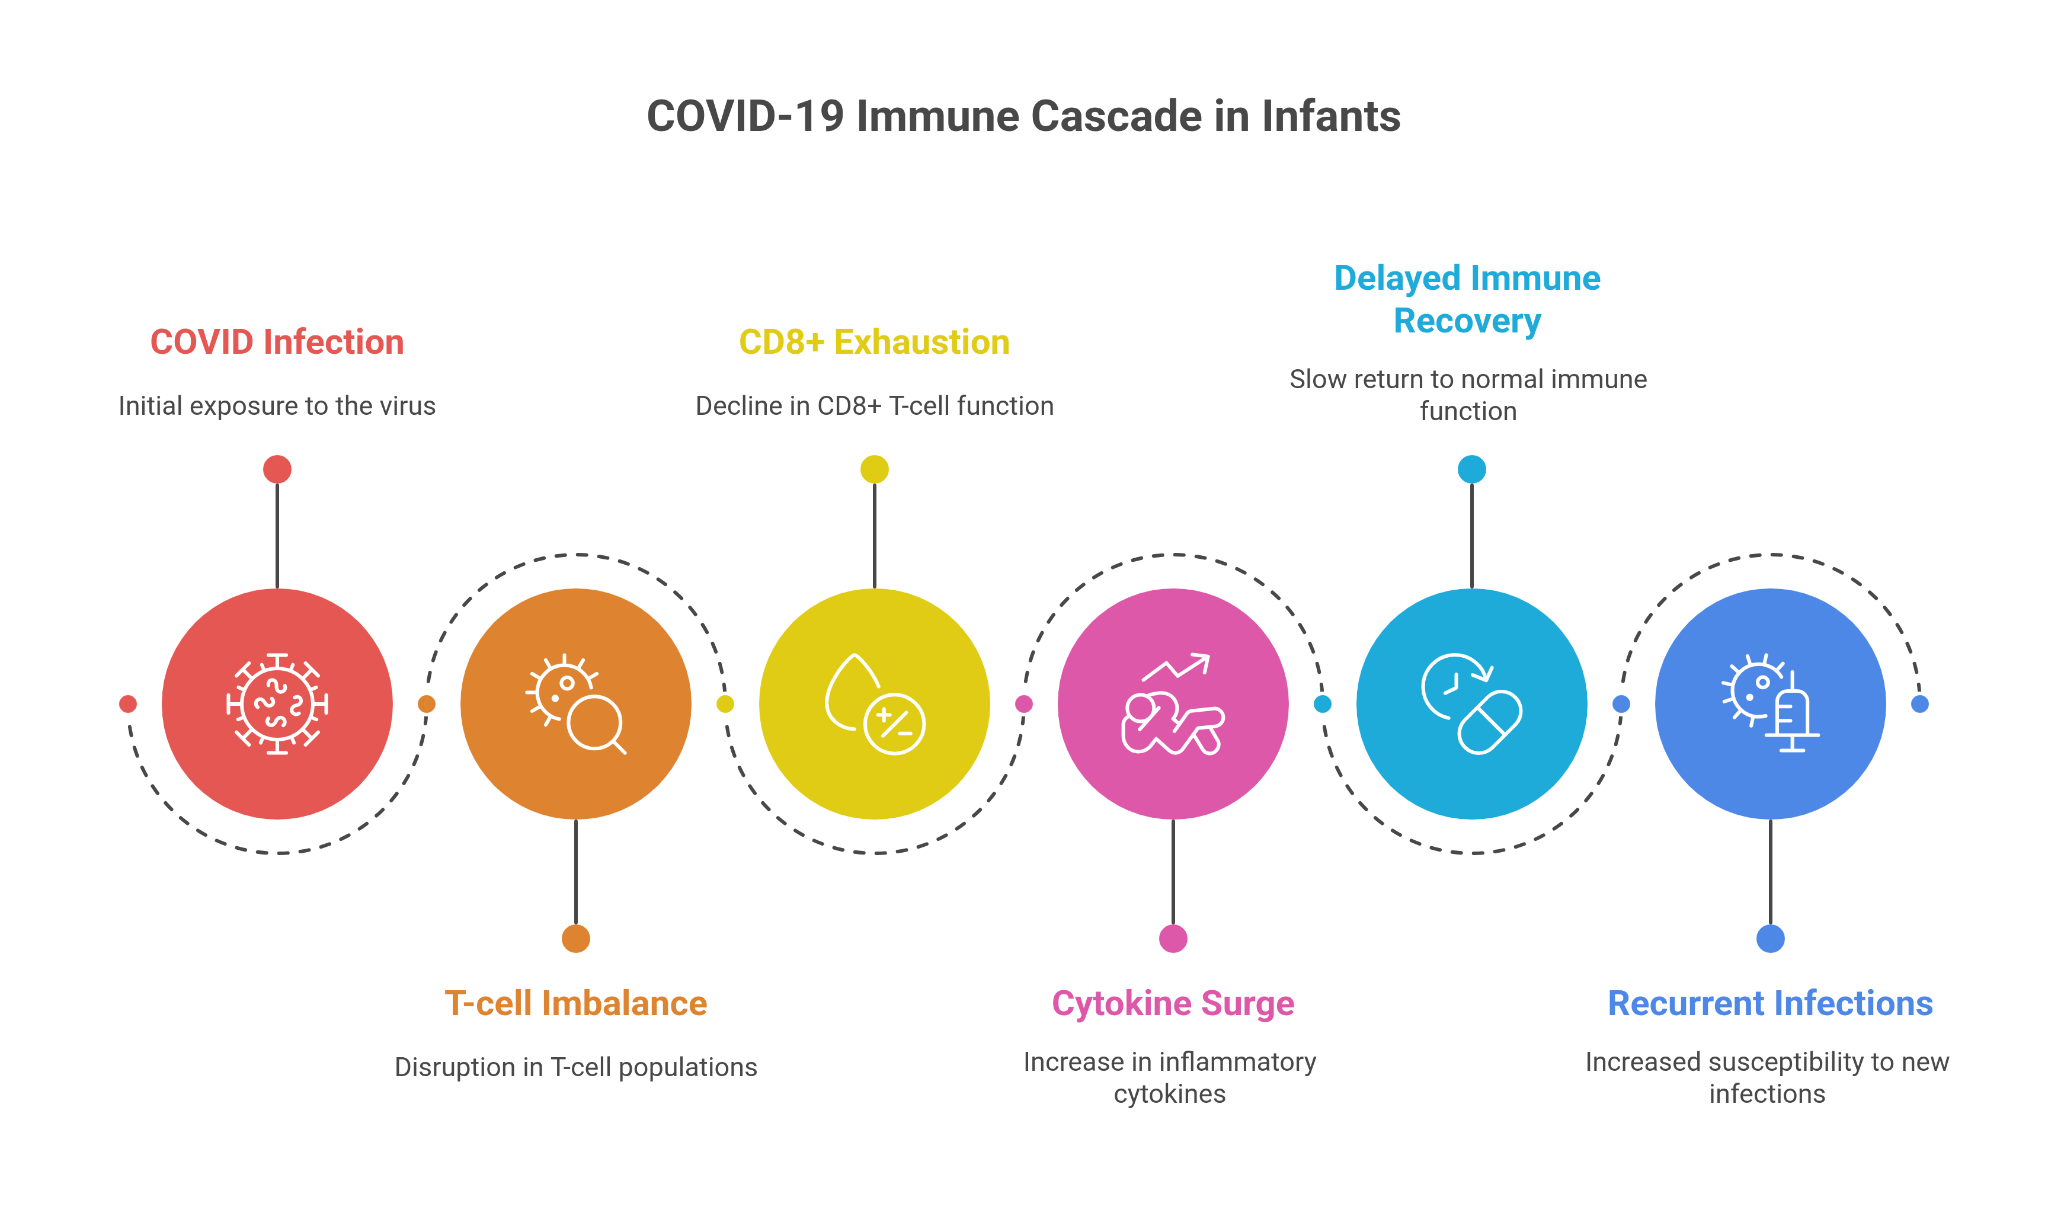 COVID-19 Immune Cascade in Infants
COVID Infection
Initial exposure to the virus
T-cell Imbalance
Disruption in T-cell populations
CD8+ Exhaustion
Decline in CD8+ T-cell function
Cytokine Surge
Increase in inflammatory
cytokines
Delayed Immune
Recovery
Slow return to normal immune
function
Recurrent Infections
Increased susceptibility to new
infections